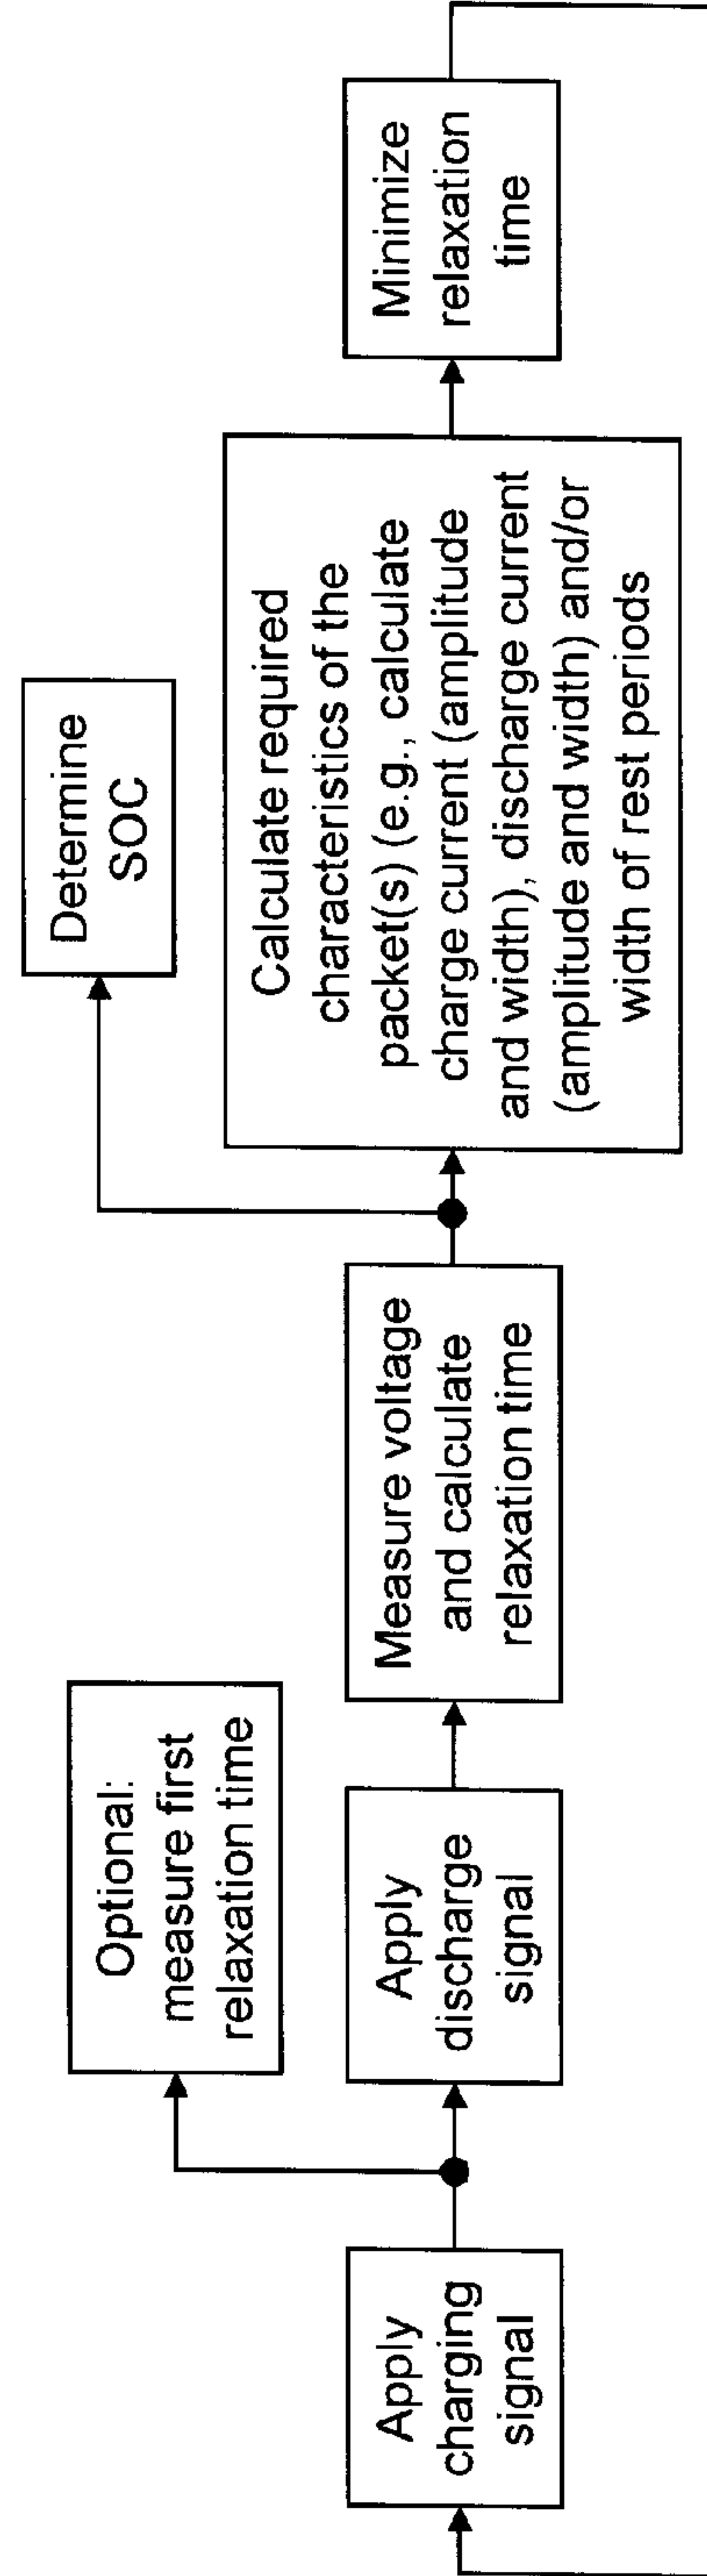 Apply
charging
signal
Optional:
measure first
relaxation time
Apply
discharge
signal
Measure voltage
and calculate
relaxation time
Determine
SOC
Calculate required
characteristics of the
packet(s) (e.g., calculate
charge current (amplitude
and width), discharge current
(amplitude and width) and/or
width of rest periods
Minimize
relaxation
time